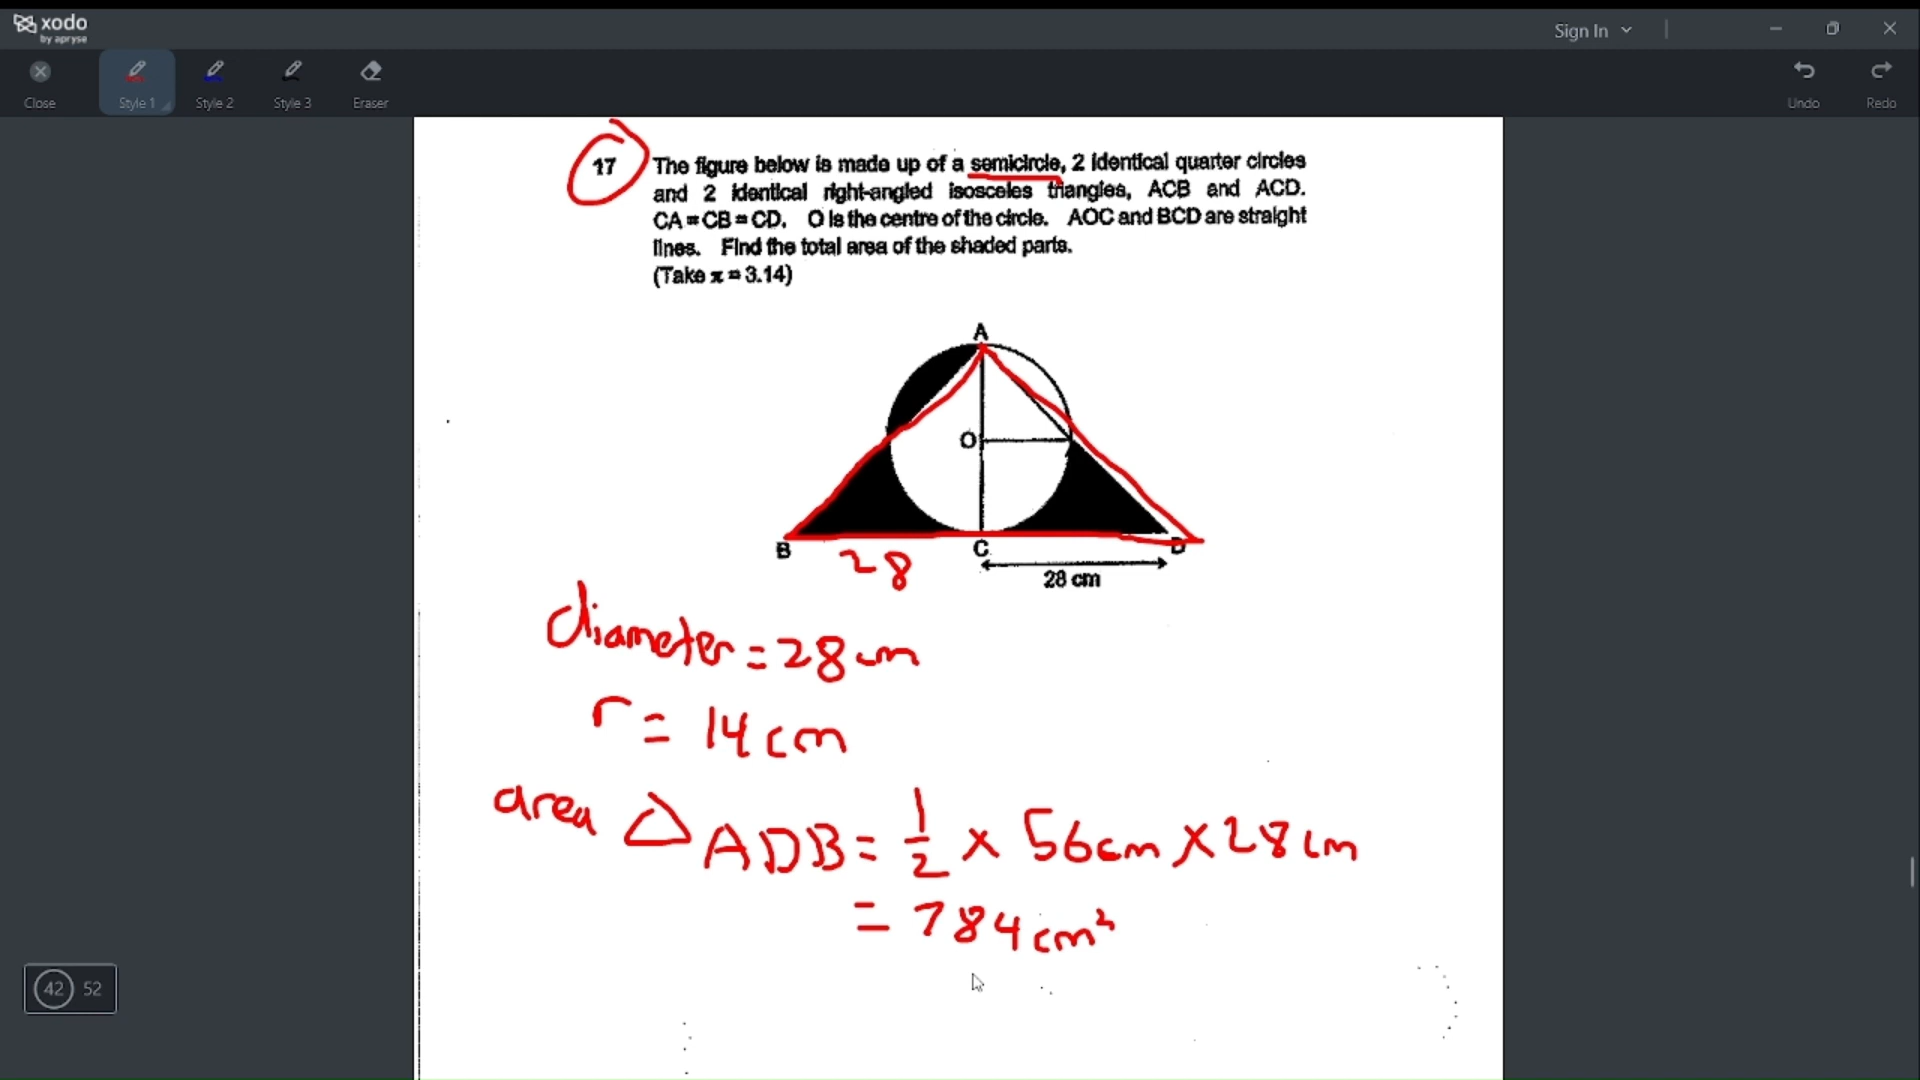 xodo
by apryse
Sign In
Close
Style 1
Style 2
Style 3
Eraser
Undo
Redo
17 The figure below is made up of a semicircle, 2 identical quarter circles
and 2 identical right-angled isosceles triangles, ACB and ACD.
CA = CB = CD. O is the centre of the circle. AOC and BCD are straight
lines. Find the total area of the shaded parts.
(Take π = 3.14)
A
O
B
C
D
28
28 cm
diameter = 28 cm
r = 14 cm
area △ ADB = 1/2 × 56cm × 28cm
= 784 cm²
42 52